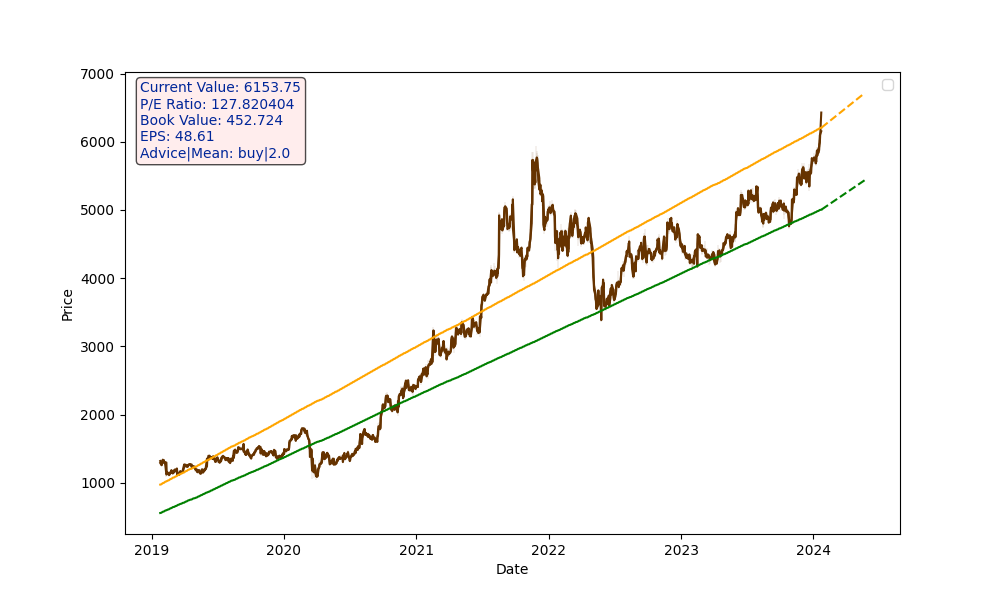 Current Value: 6153.75
P/E Ratio: 127.820404
Book Value: 452.724
EPS: 48.61
Advice|Mean: buy|2.0
7000
6000
5000
4000
3000
2000
1000
Price
2019 2020 2021 2022 2023 2024
Date